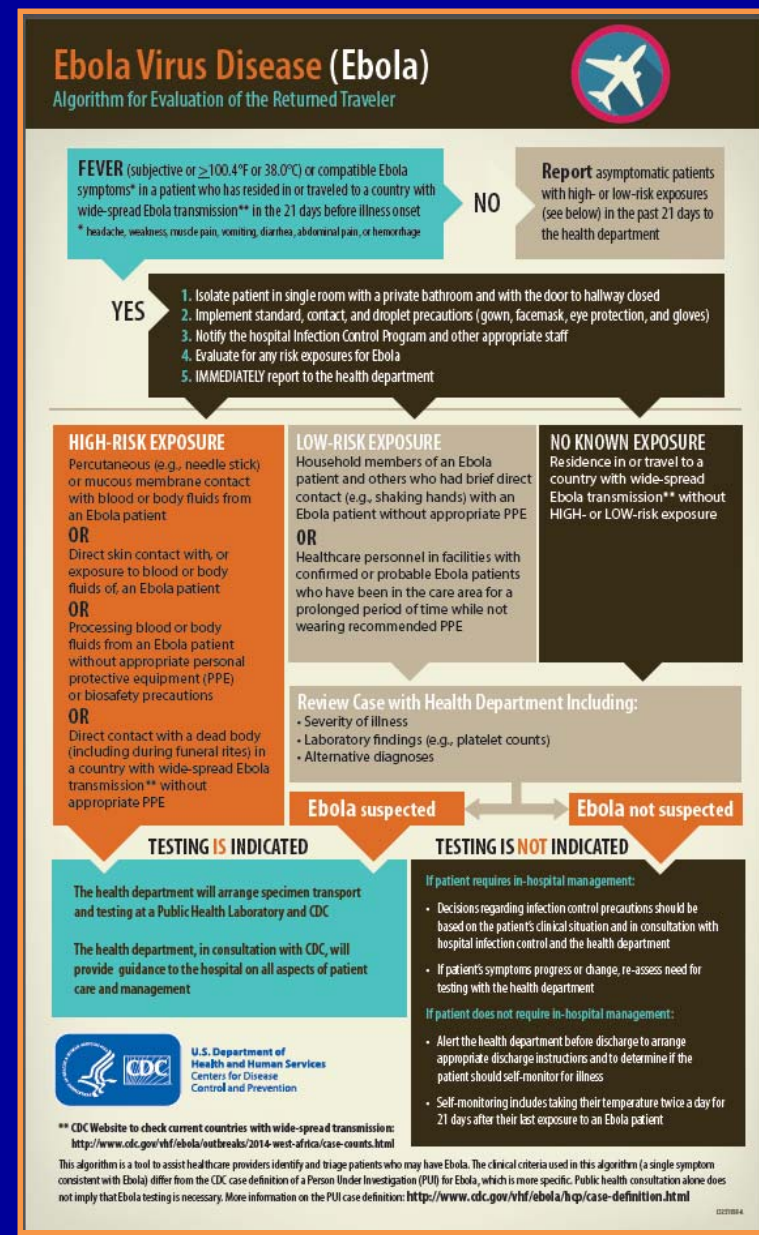 Ebola Virus Disease (Ebola)
Algorithm for Evaluation of the Returned Traveler
FEVER (subjective or ≥100.4°F or 38.0°C) or compatible Ebola
symptoms* in a patient who has resided in or traveled to a country with
wide-spread Ebola transmission** in the 21 days before illness onset
* headache, weakness, muscle pain, vomiting, diarrhea, abdominal pain, or hemorrhage
NO
Report asymptomatic patients
with high- or low-risk exposures
(see below) in the past 21 days to
the health department
YES
1. Isolate patient in single room with a private bathroom and with the door to hallway closed
2. Implement standard, contact, and droplet precautions (gown, facemask, eye protection, and gloves)
3. Notify the hospital Infection Control Program and other appropriate staff
4. Evaluate for any risk exposures for Ebola
5. IMMEDIATELY report to the health department
HIGH-RISK EXPOSURE
Percutaneous (e.g., needle stick)
or mucous membrane contact
with blood or body fluids from
an Ebola patient
OR
Direct skin contact with, or
exposure to blood or body
fluids of, an Ebola patient
OR
Processing blood or body
fluids from an Ebola patient
without appropriate personal
protective equipment (PPE)
or biosafety precautions
OR
Direct contact with a dead body
(including during funeral rites) in
a country with wide-spread Ebola
transmission** without
appropriate PPE
LOW-RISK EXPOSURE
Household members of an Ebola
patient and others who had brief direct
contact (e.g., shaking hands) with an
Ebola patient without appropriate PPE
OR
Healthcare personnel in facilities with
confirmed or probable Ebola patients
who have been in the care area for a
prolonged period of time while not
wearing recommended PPE
NO KNOWN EXPOSURE
Residence in or travel to a
country with wide-spread
Ebola transmission** without
HIGH- or LOW-risk exposure
Review Case with Health Department Including:
• Severity of illness
• Laboratory findings (e.g., platelet counts)
• Alternative diagnoses
Ebola suspected
Ebola not suspected
TESTING IS INDICATED
The health department will arrange specimen transport
and testing at a Public Health Laboratory and CDC
The health department, in consultation with CDC, will
provide guidance to the hospital on all aspects of patient
care and management
TESTING IS NOT INDICATED
If patient requires in-hospital management:
• Decisions regarding infection control precautions should be
based on the patient's clinical situation and in consultation with
hospital infection control and the health department
• If patient's symptoms progress or change, re-assess need for
testing with the health department
If patient does not require in-hospital management:
• Alert the health department before discharge to arrange
appropriate discharge instructions and to determine if the
patient should self-monitor for illness
• Self-monitoring includes taking their temperature twice a day for
21 days after their last exposure to an Ebola patient
CDC
U.S. Department of
Health and Human Services
Centers for Disease
Control and Prevention
** CDC Website to check current countries with wide-spread transmission:
http://www.cdc.gov/vhf/ebola/outbreaks/2014-west-africa/case-counts.html
This algorithm is a tool to assist healthcare providers identify and triage patients who may have Ebola. The clinical criteria used in this algorithm (a single symptom
consistent with Ebola) differ from the CDC case definition of a Person Under Investigation (PUI) for Ebola, which is more specific. Public health consultation alone does
not imply that Ebola testing is necessary. More information on the PUI case definition: http://www.cdc.gov/vhf/ebola/hcp/case-definition.html